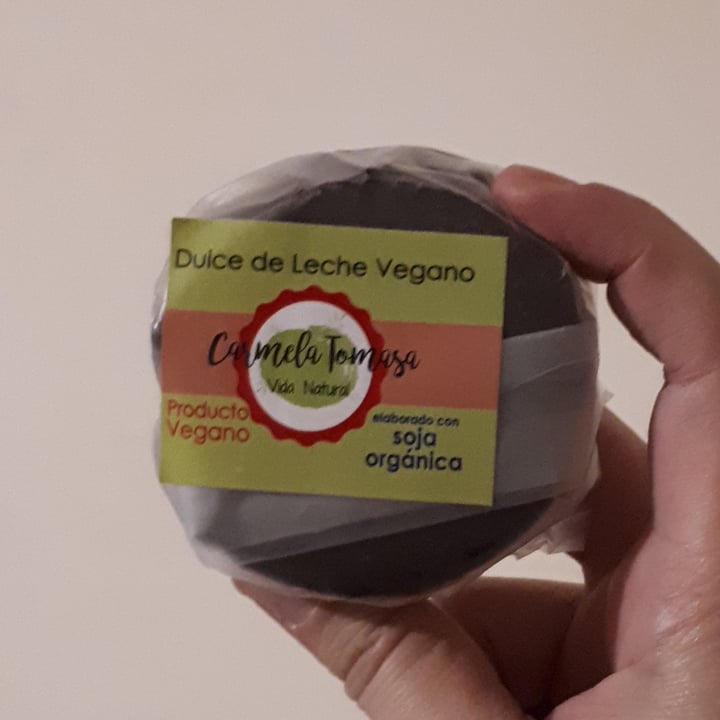 Dulce de Leche Vegano
Carmela Tomasa
Vida Natural
Producto
Vegano
elaborado con
soja
orgánica